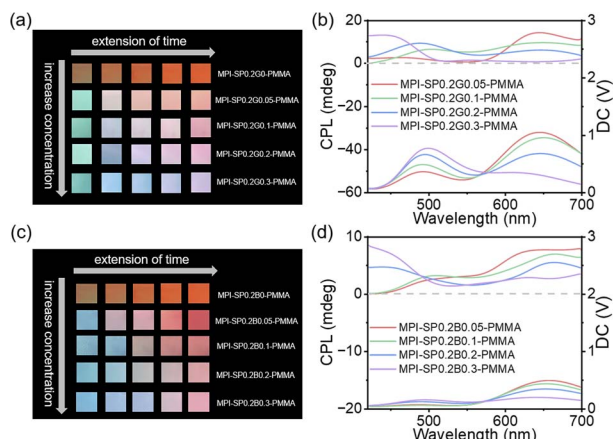 (a)
extension of time
increase concentration
MPI-SP0.2G0-PMMA
MPI-SP0.2G0.05-PMMA
MPI-SP0.2G0.1-PMMA
MPI-SP0.2G0.2-PMMA
MPI-SP0.2G0.3-PMMA
(b)
CPL (mdeg)
20
0
−20
−40
−60
MPI-SP0.2G0.05-PMMA
MPI-SP0.2G0.1-PMMA
MPI-SP0.2G0.2-PMMA
MPI-SP0.2G0.3-PMMA
3
2
1
0
DC (V)
500
600
700
Wavelength (nm)
(c)
extension of time
increase concentration
MPI-SP0.2B0-PMMA
MPI-SP0.2B0.05-PMMA
MPI-SP0.2B0.1-PMMA
MPI-SP0.2B0.2-PMMA
MPI-SP0.2B0.3-PMMA
(d)
CPL (mdeg)
10
0
−10
−20
MPI-SP0.2B0.05-PMMA
MPI-SP0.2B0.1-PMMA
MPI-SP0.2B0.2-PMMA
MPI-SP0.2B0.3-PMMA
3
2
1
0
DC (V)
500
600
700
Wavelength (nm)